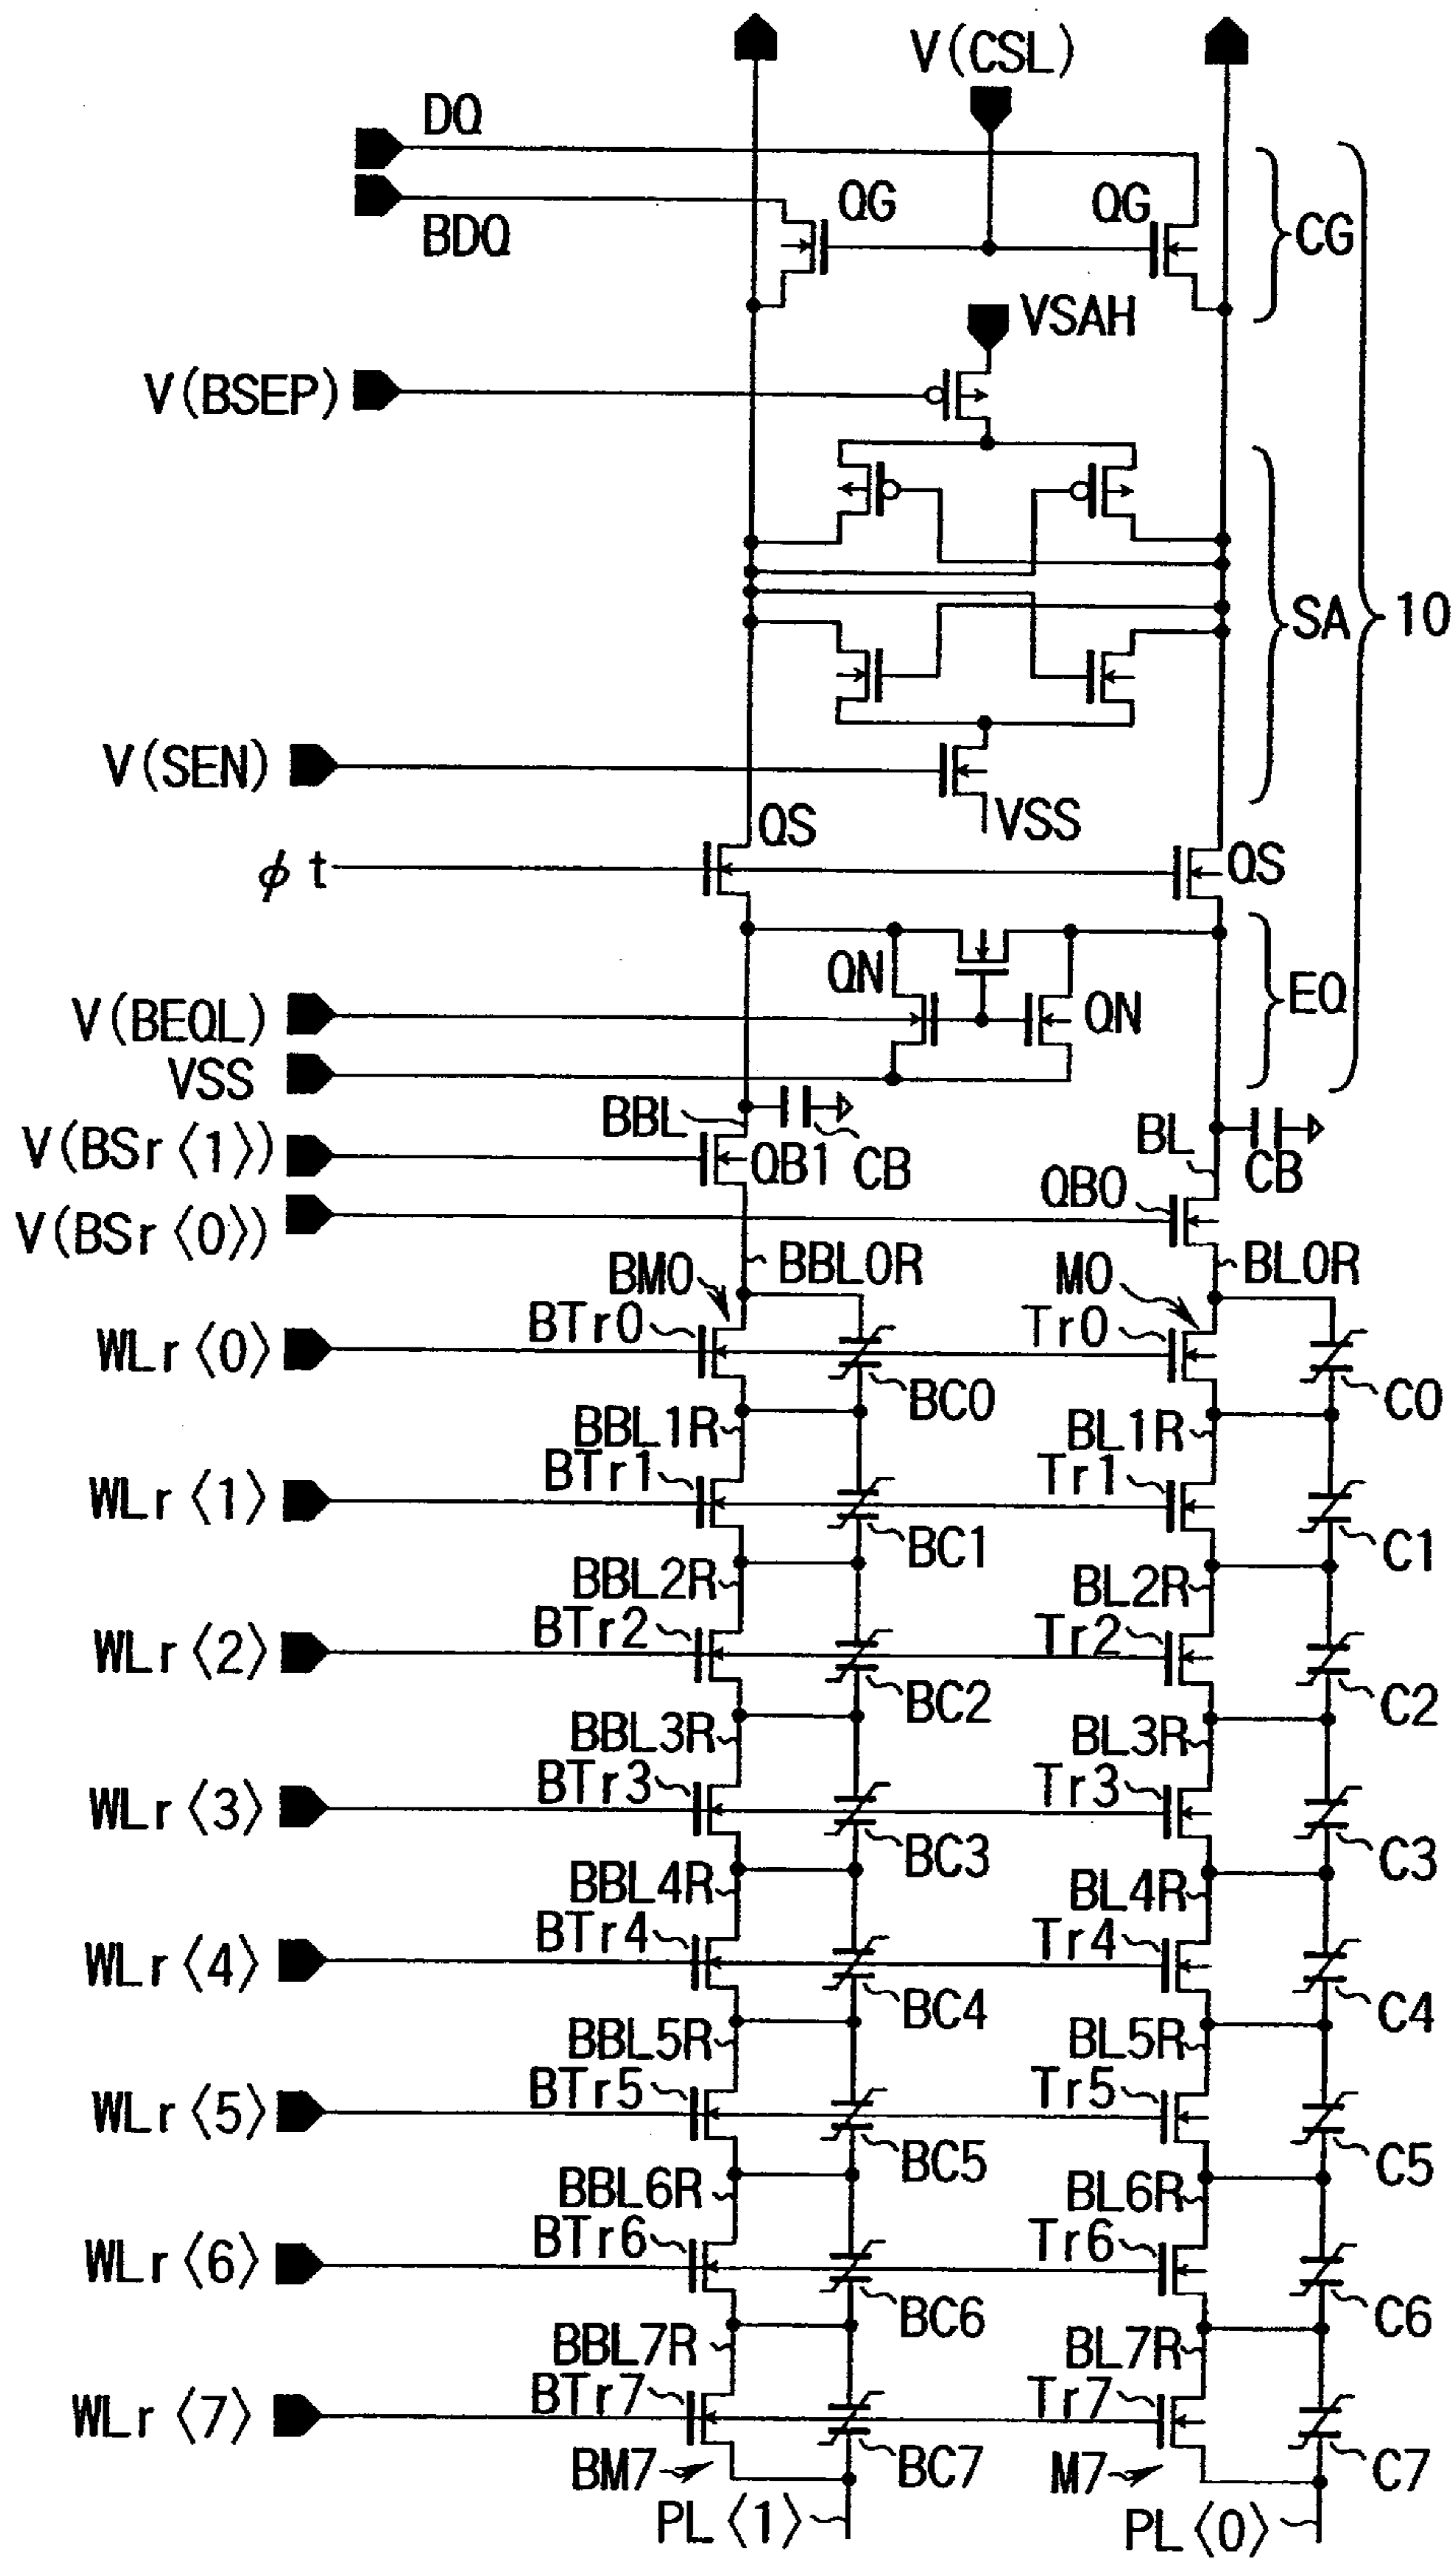 V(CSL)
DQ
BDQ
QG
QG
CG
VSAH
V(BSEP)
SA
10
V(SEN)
VSS
QS
QS
φt
QN
QN
EQ
V(BEQL)
VSS
BBL
CB
BL
CB
V(BSr〈1〉)
QB1
QB0
V(BSr〈0〉)
BBL0R
BL0R
BM0
M0
WLr〈0〉
BTr0
BC0
Tr0
C0
BBL1R
BL1R
WLr〈1〉
BTr1
BC1
Tr1
C1
BBL2R
BL2R
WLr〈2〉
BTr2
BC2
Tr2
C2
BBL3R
BL3R
WLr〈3〉
BTr3
BC3
Tr3
C3
BBL4R
BL4R
WLr〈4〉
BTr4
BC4
Tr4
C4
BBL5R
BL5R
WLr〈5〉
BTr5
BC5
Tr5
C5
BBL6R
BL6R
WLr〈6〉
BTr6
BC6
Tr6
C6
BBL7R
BL7R
WLr〈7〉
BTr7
BC7
Tr7
C7
BM7
M7
PL〈1〉
PL〈0〉